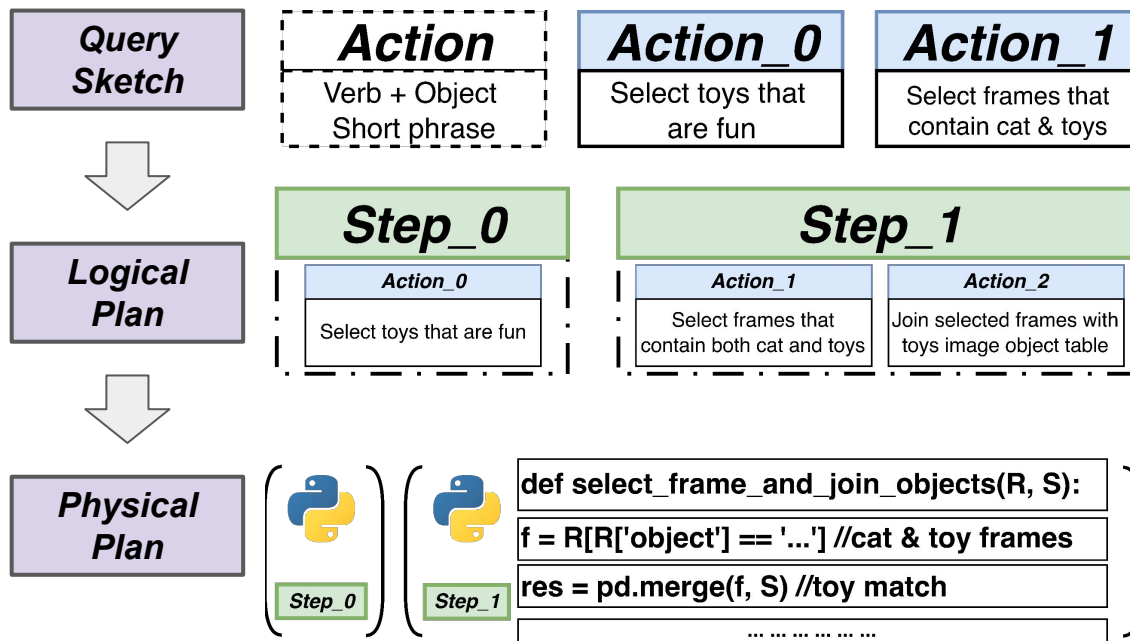 Query
Sketch
Action
Verb + Object
Short phrase
Action_0
Select toys that
are fun
Action_1
Select frames that
contain cat & toys
Logical
Plan
Step_0
Action_0
Select toys that are fun
Step_1
Action_1
Select frames that
contain both cat and toys
Action_2
Join selected frames with
toys image object table
Physical
Plan
Step_0
Step_1
def select_frame_and_join_objects(R, S):
f = R[R['object'] == '...'] //cat & toy frames
res = pd.merge(f, S) //toy match
... ... ... ... ... ...